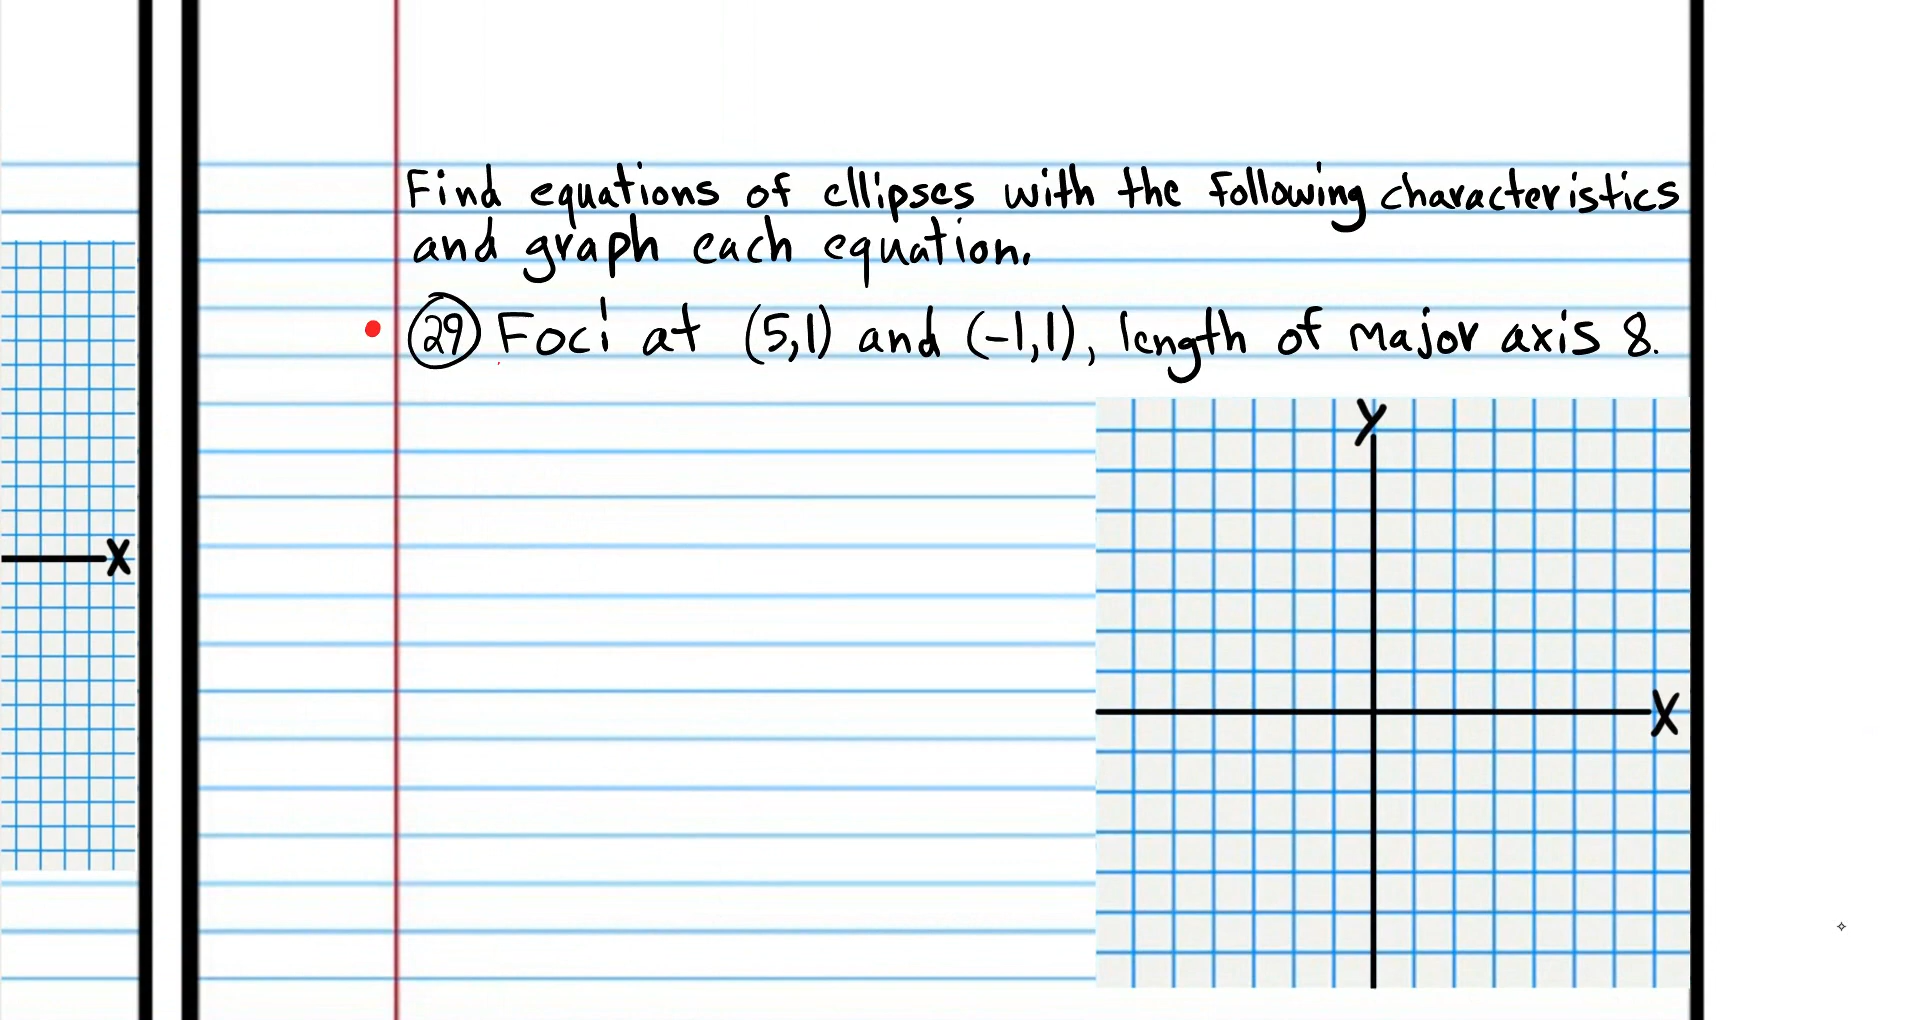 Find equations of ellipses with the following characteristics
and graph each equation.
29 Foci at (5,1) and (-1,1), length of major axis 8.
y
x
x